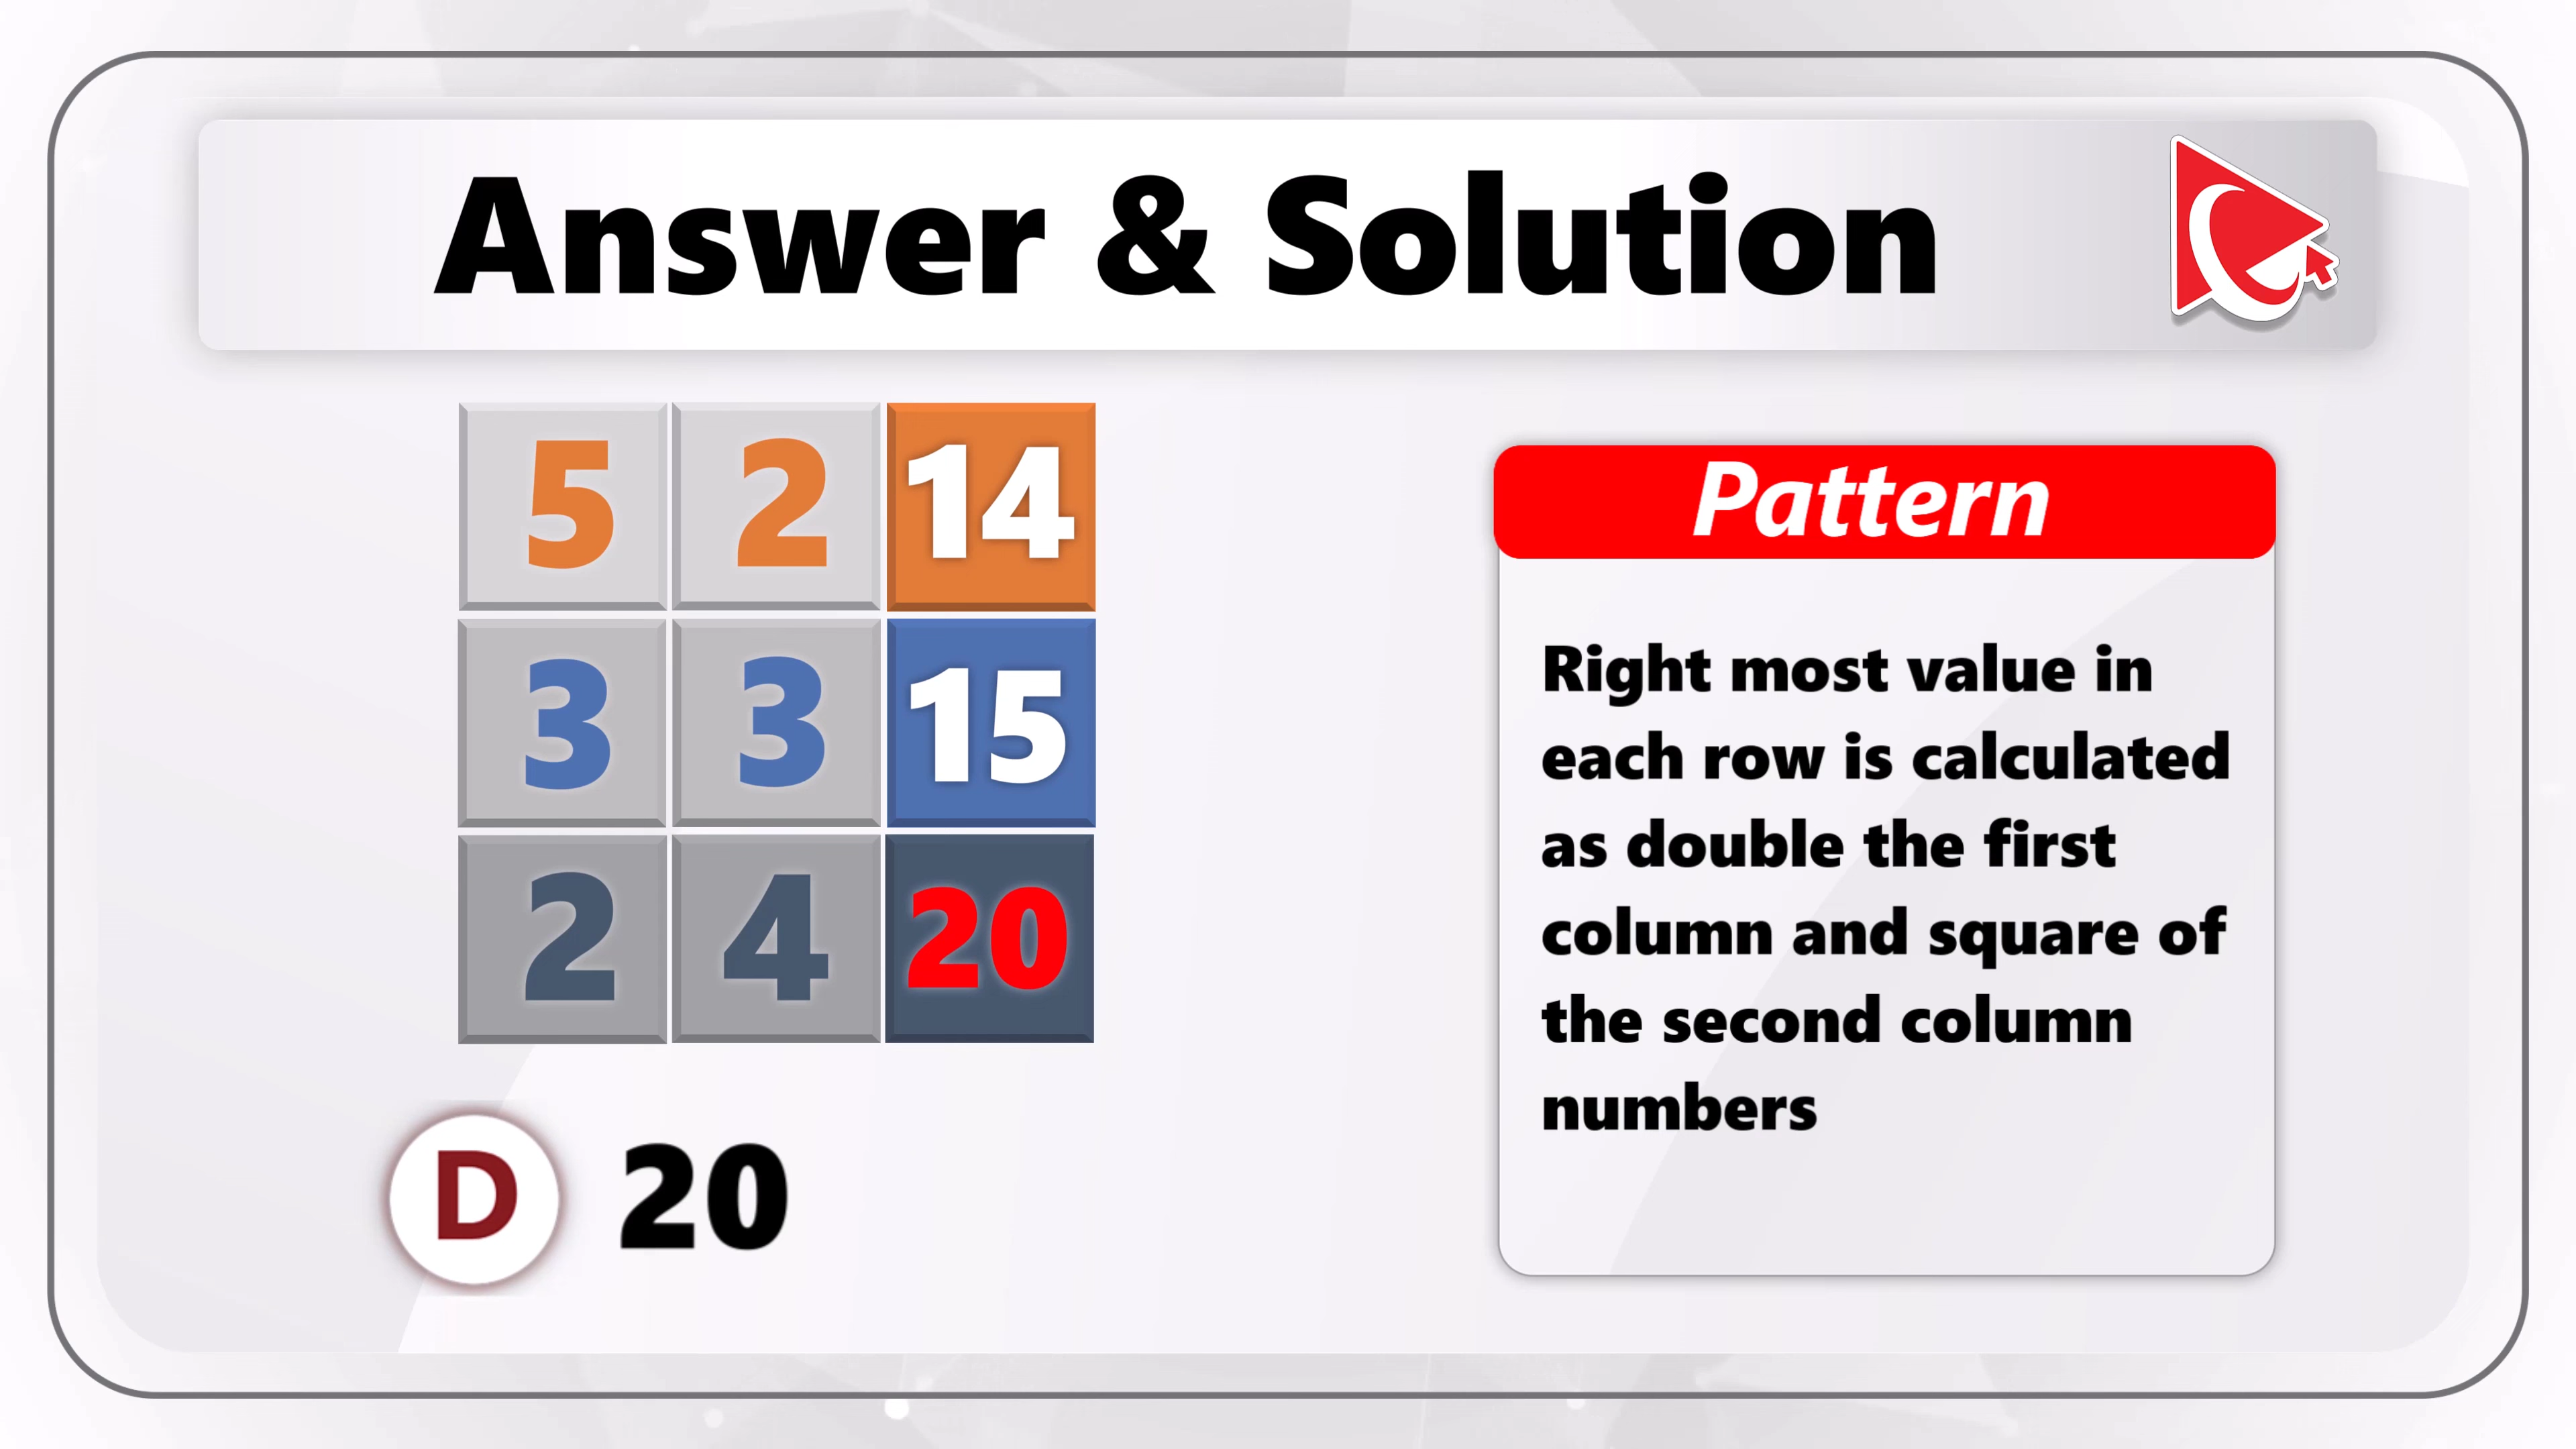 Answer & Solution
5 2 14
3 3 15
2 4 20
D 20
Pattern
Right most value in
each row is calculated
as double the first
column and square of
the second column
numbers